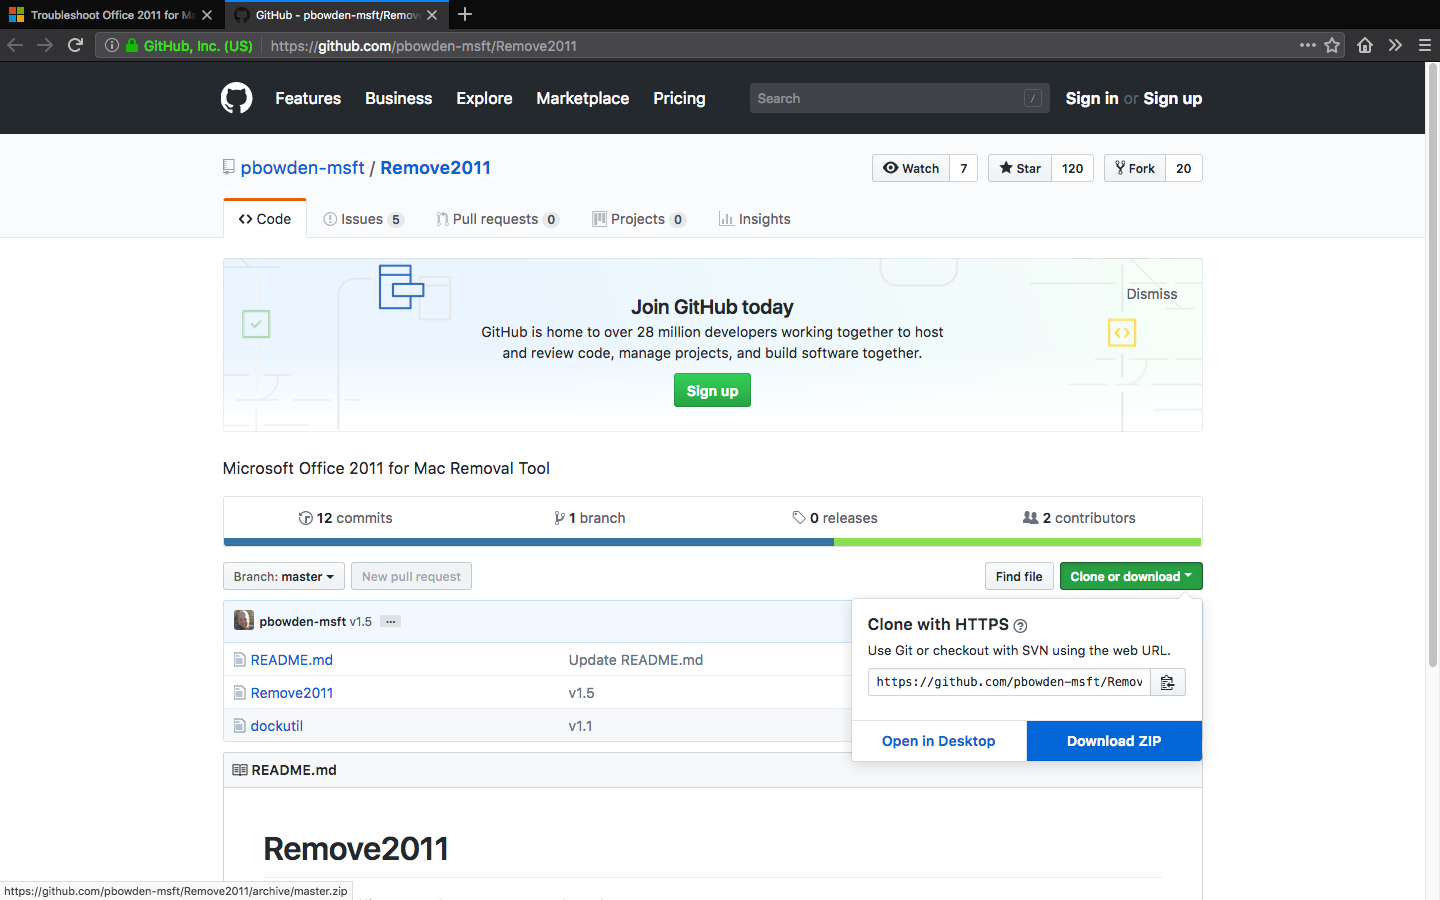 Troubleshoot Office 2011 for Ma
GitHub - pbowden-msft/Remov
GitHub, Inc. (US)
https://github.com/pbowden-msft/Remove2011
Features
Business
Explore
Marketplace
Pricing
Search
/
Sign in or Sign up
pbowden-msft / Remove2011
Watch 7
Star 120
Fork 20
Code
Issues 5
Pull requests 0
Projects 0
Insights
Join GitHub today
Dismiss
GitHub is home to over 28 million developers working together to host
and review code, manage projects, and build software together.
Sign up
Microsoft Office 2011 for Mac Removal Tool
12 commits
1 branch
0 releases
2 contributors
Branch: master
New pull request
Find file
Clone or download
pbowden-msft v1.5 ...
README.md Update README.md
Remove2011 v1.5
dockutil v1.1
Clone with HTTPS
Use Git or checkout with SVN using the web URL.
https://github.com/pbowden-msft/Remov
Open in Desktop
Download ZIP
README.md
Remove2011
https://github.com/pbowden-msft/Remove2011/archive/master.zip